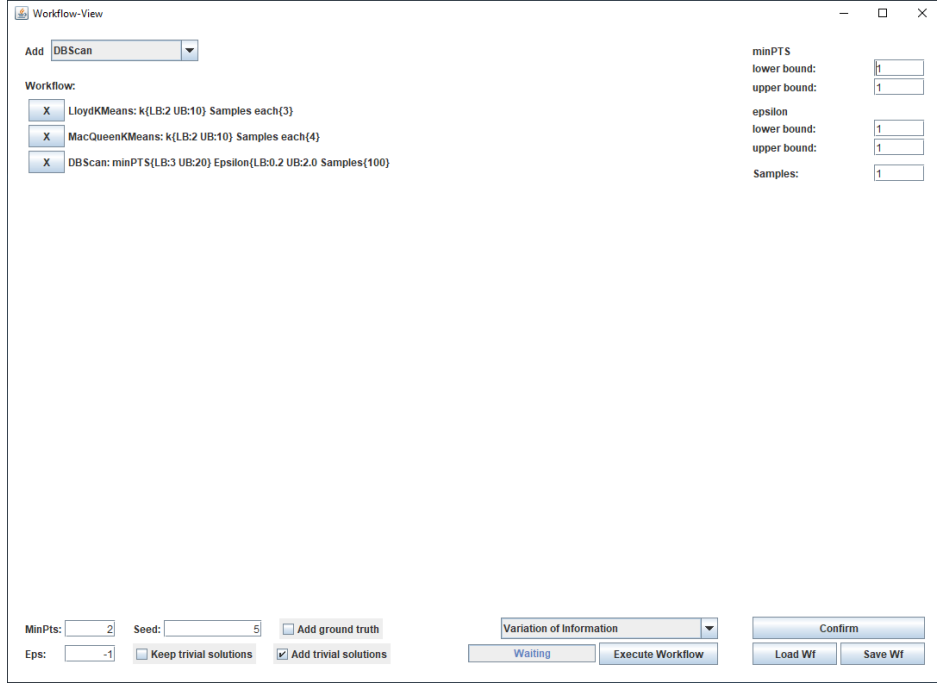 Workflow-View
Add DBScan
Workflow:
X LloydKMeans: k{LB:2 UB:10} Samples each{3}
X MacQueenKMeans: k{LB:2 UB:10} Samples each{4}
X DBScan: minPTS{LB:3 UB:20} Epsilon{LB:0.2 UB:2.0 Samples{100}
minPTS
lower bound: 1
upper bound: 1
epsilon
lower bound: 1
upper bound: 1
Samples: 1
MinPts: 2 Seed: 5 Add ground truth
Eps: -1 Keep trivial solutions Add trivial solutions
Variation of Information
Waiting Execute Workflow
Confirm
Load Wf Save Wf